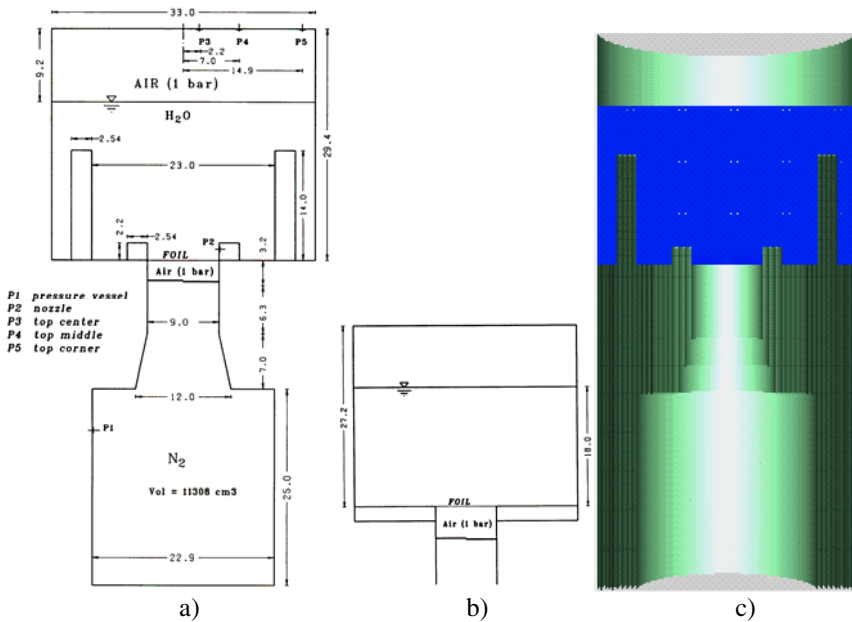 33.0
P3
P4
P5
2.2
7.0
14.9
9.2
AIR (1 bar)
H2O
29.4
2.54
23.0
14.0
2.2
2.54
P2
FOIL
3.2
Air (1 bar)
P1 pressure vessel
P2 nozzle
P3 top center
P4 top middle
P5 top corner
9.0
6.3
7.0
12.0
P1
N2
Vol = 11308 cm3
25.0
22.9
a)
27.2
18.0
FOIL
Air (1 bar)
b)
c)